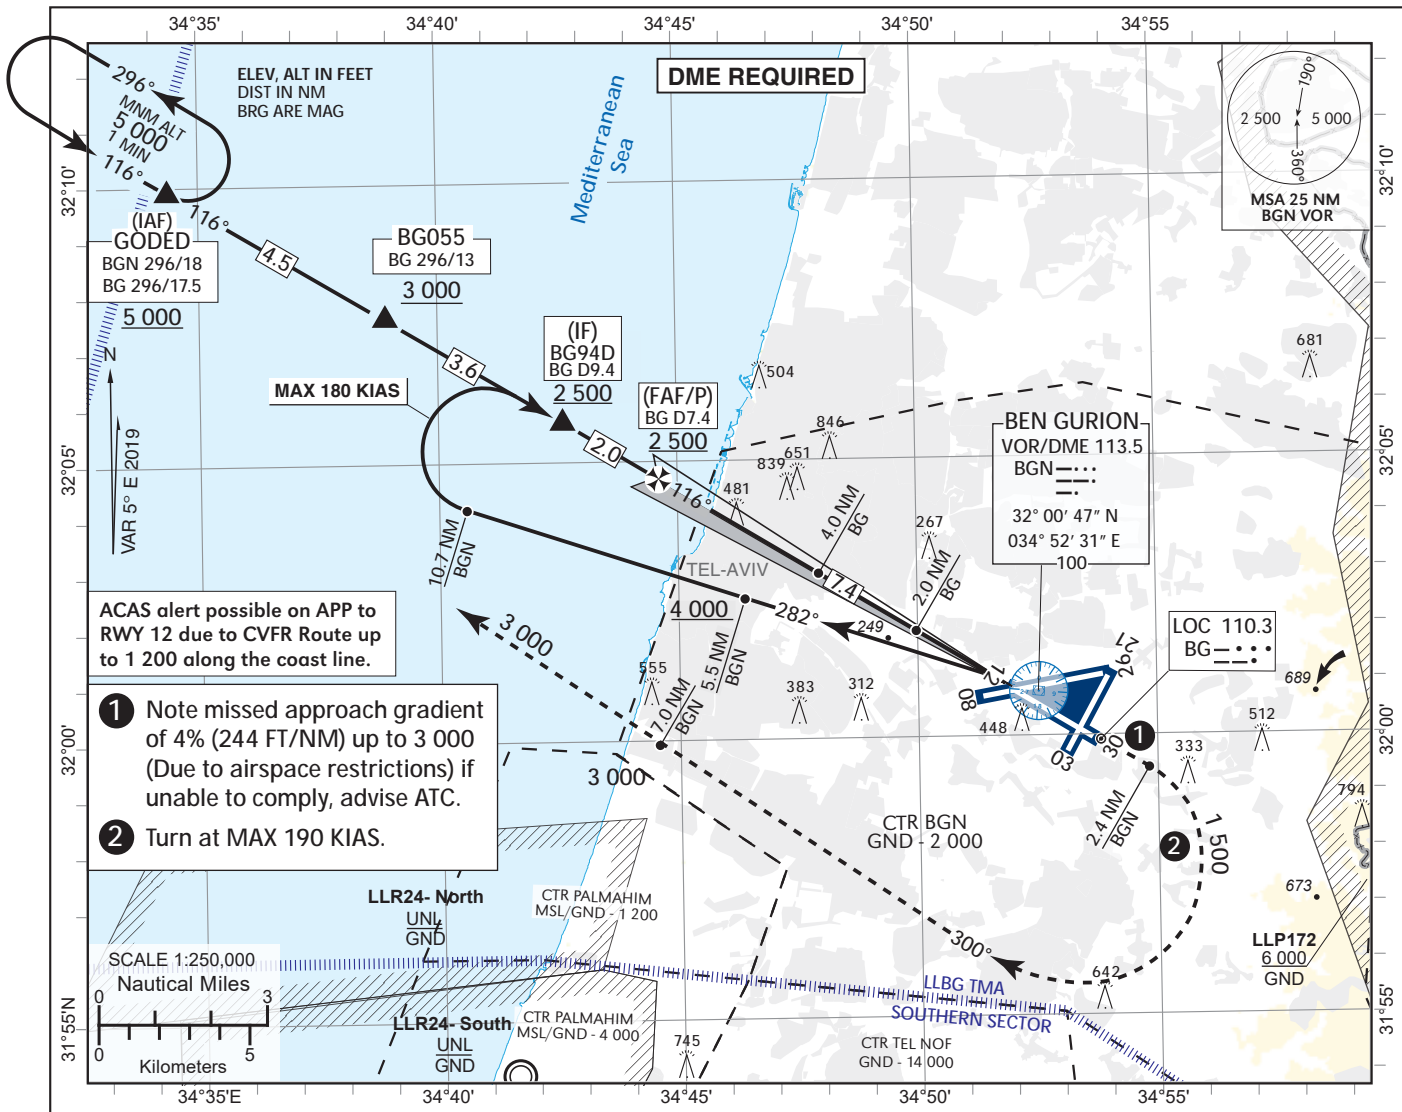 34°35' 34°40' 34°45' 34°50' 34°55'
ELEV, ALT IN FEET
DIST IN NM
BRG ARE MAG
DME REQUIRED
Mediterranean
Sea
190°
2 500 5 000
360°
MSA 25 NM
BGN VOR
296°
MNM ALT
5 000
1 MIN
116°
32°10'
32°10'
(IAF)
GODED
BGN 296/18
BG 296/17.5
5 000
116°
4.5
BG055
BG 296/13
3 000
3.6
(IF)
BG94D
BG D9.4
2 500
MAX 180 KIAS
2.0
(FAF/P)
BG D7.4
2 500
116°
N
VAR 5° E 2019
32°05'
32°05'
504
681
846
651
839
481
267
BEN GURION
VOR/DME 113.5
BGN
32° 00' 47" N
034° 52' 31" E
100
4.0 NM
BG
7.4
2.0 NM
BG
10.7 NM
BGN
TEL-AVIV
4 000
282°
249
5.5 NM
BGN
LOC 110.3
BG
ACAS alert possible on APP to
RWY 12 due to CVFR Route up
to 1 200 along the coast line.
3 000
555
7.0 NM
BGN
383
312
448
12
08
21
26
03
30
689
512
333
794
1 Note missed approach gradient
of 4% (244 FT/NM) up to 3 000
(Due to airspace restrictions) if
unable to comply, advise ATC.
2 Turn at MAX 190 KIAS.
32°00'
32°00'
3 000
1
2.4 NM
BGN
2
1 500
CTR BGN
GND - 2 000
673
LLR24- North
UNL
GND
CTR PALMAHIM
MSL/GND - 1 200
300°
642
LLP172
6 000
GND
SCALE 1:250,000
Nautical Miles
0 3
0 5
Kilometers
LLBG TMA
SOUTHERN SECTOR
LLR24- South
UNL
GND
CTR PALMAHIM
MSL/GND - 4 000
745
CTR TEL NOF
GND - 14 000
31°55'N
31°55'
34°35'E 34°40' 34°45' 34°50' 34°55'